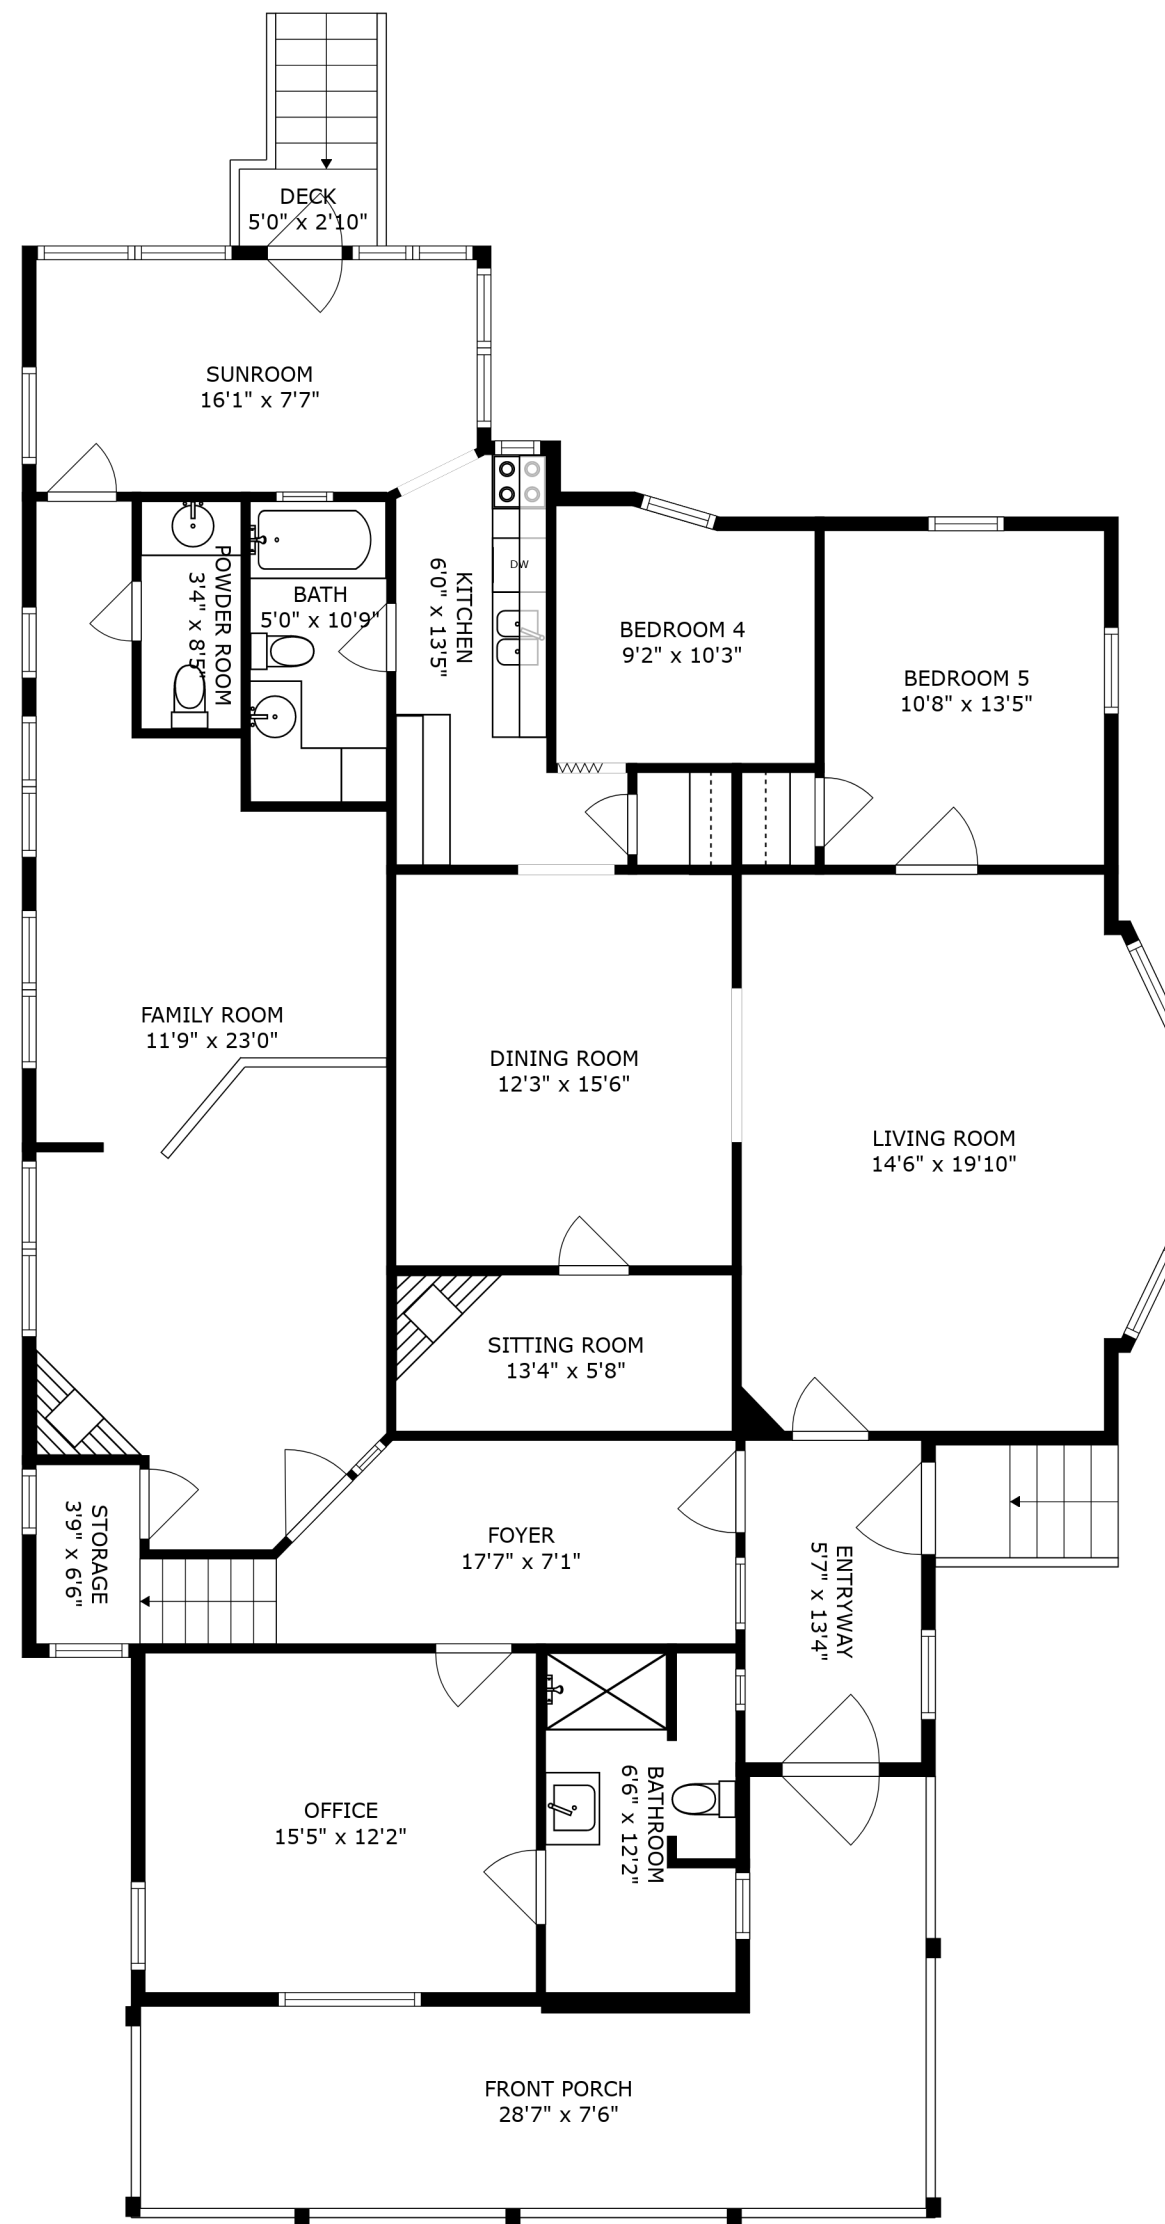 DECK
5'0" x 2'10"
SUNROOM
16'1" x 7'7"
POWDER ROOM
3'4" x 8'5"
BATH
5'0" x 10'9"
KITCHEN
6'0" x 13'5"
DW
BEDROOM 4
9'2" x 10'3"
BEDROOM 5
10'8" x 13'5"
FAMILY ROOM
11'9" x 23'0"
DINING ROOM
12'3" x 15'6"
LIVING ROOM
14'6" x 19'10"
SITTING ROOM
13'4" x 5'8"
STORAGE
3'9" x 6'6"
FOYER
17'7" x 7'1"
ENTRYWAY
5'7" x 13'4"
OFFICE
15'5" x 12'2"
BATHROOM
6'6" x 12'2"
FRONT PORCH
28'7" x 7'6"